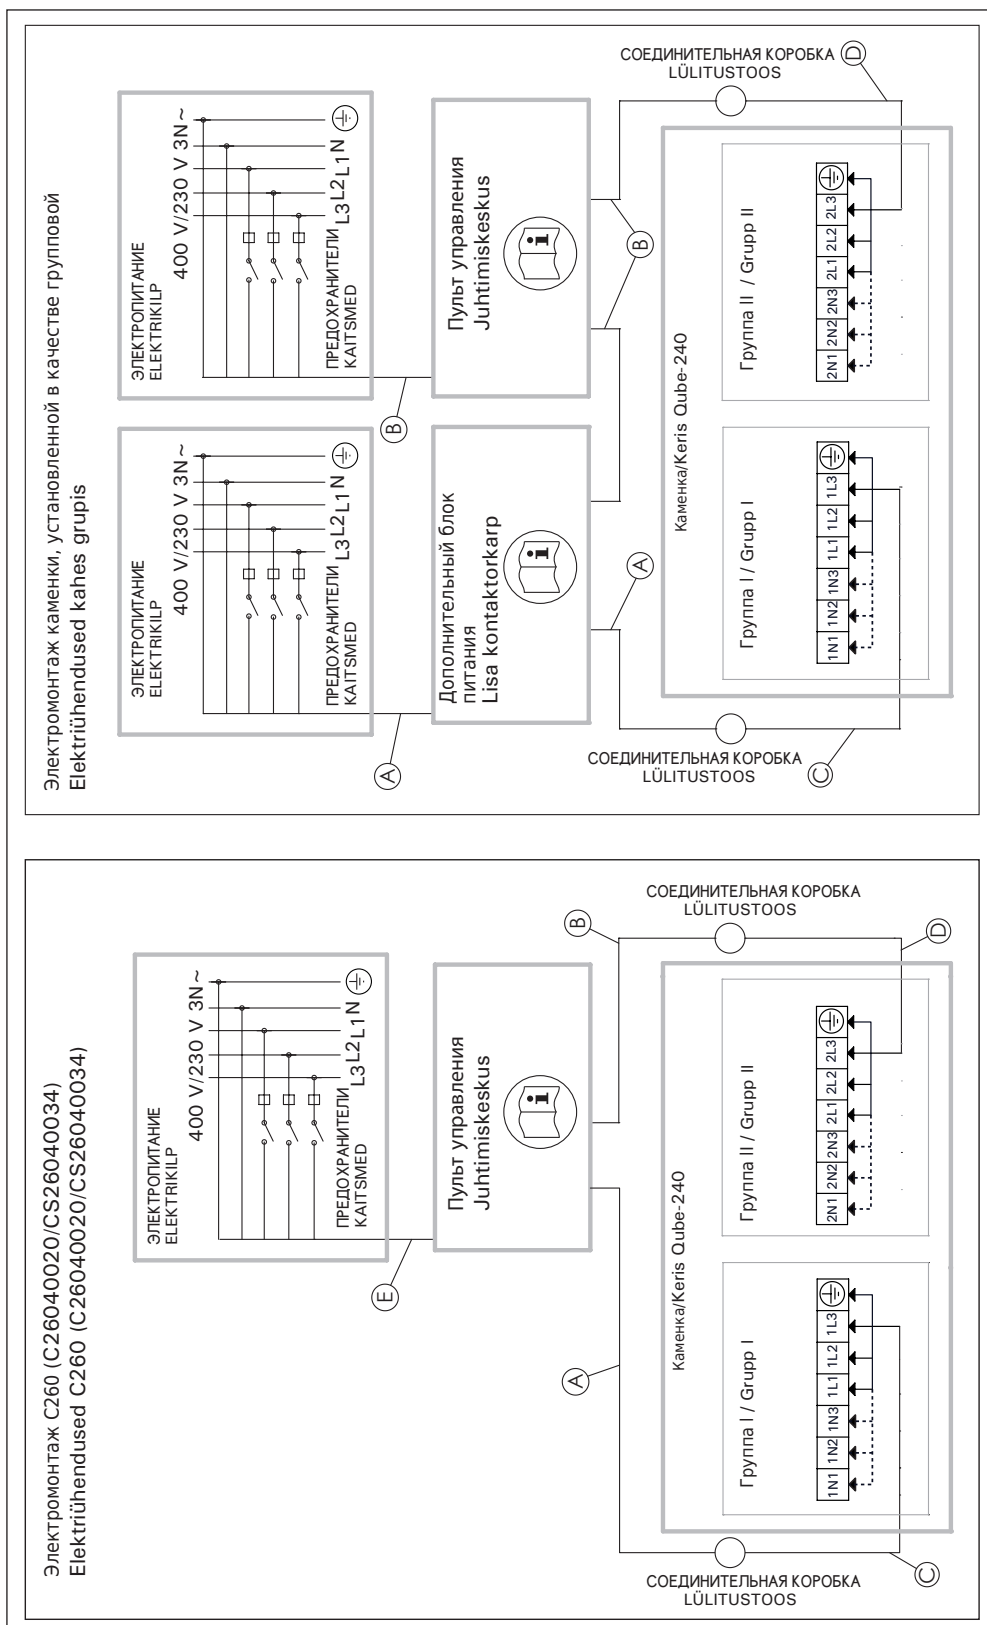 Электромонтаж каменки, установленной в качестве групповой
Elektriühendused kahes grupis
ЭЛЕКТРОПИТАНИЕ
ELEKTRIKILP
400 V/230 V 3N~
L3
L2
L1
N
ПРЕДОХРАНИТЕЛИ
KAITSMED
A
Дополнительный блок
питания
Lisa kontaktorkarp
i
A
СОЕДИНИТЕЛЬНАЯ КОРОБКА
LÜLITUSTOOS
C
ЭЛЕКТРОПИТАНИЕ
ELEKTRIKILP
400 V/230 V 3N~
L3
L2
L1
N
ПРЕДОХРАНИТЕЛИ
KAITSMED
B
Пульт управления
Juhtimiskeskus
i
B
СОЕДИНИТЕЛЬНАЯ КОРОБКА
LÜLITUSTOOS
D
Каменка/Keris Qube-240
Группа I / Grupp I
1N1 1N2 1N3 1L1 1L2 1L3
Группа II / Grupp II
2N1 2N2 2N3 2L1 2L2 2L3
Электромонтаж C260 (C26040020/CS26040034)
Elektriühendused C260 (C26040020/CS26040034)
ЭЛЕКТРОПИТАНИЕ
ELEKTRIKILP
400 V/230 V 3N~
L3
L2
L1
N
ПРЕДОХРАНИТЕЛИ
KAITSMED
E
Пульт управления
Juhtimiskeskus
i
A
B
СОЕДИНИТЕЛЬНАЯ КОРОБКА
LÜLITUSTOOS
C
СОЕДИНИТЕЛЬНАЯ КОРОБКА
LÜLITUSTOOS
D
Каменка/Keris Qube-240
Группа I / Grupp I
1N1 1N2 1N3 1L1 1L2 1L3
Группа II / Grupp II
2N1 2N2 2N3 2L1 2L2 2L3